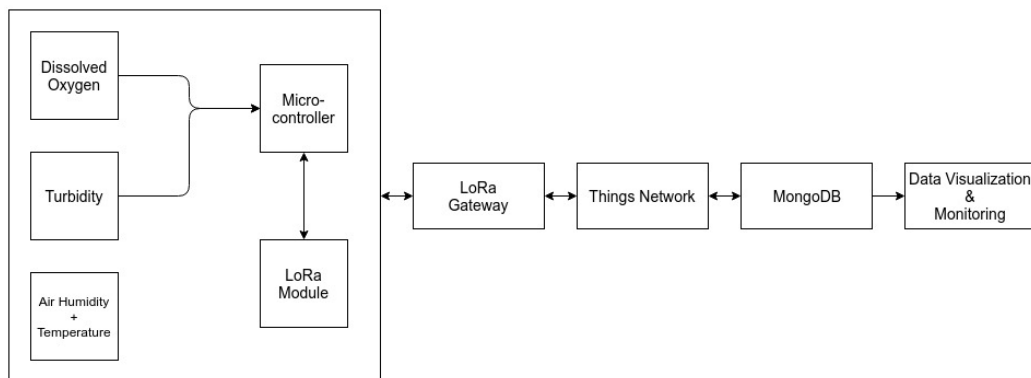 Dissolved
Oxygen
Micro-
controller
Turbidity
LoRa
Gateway
Things Network
MongoDB
Data Visualization
&
Monitoring
LoRa
Module
Air Humidity
+
Temperature